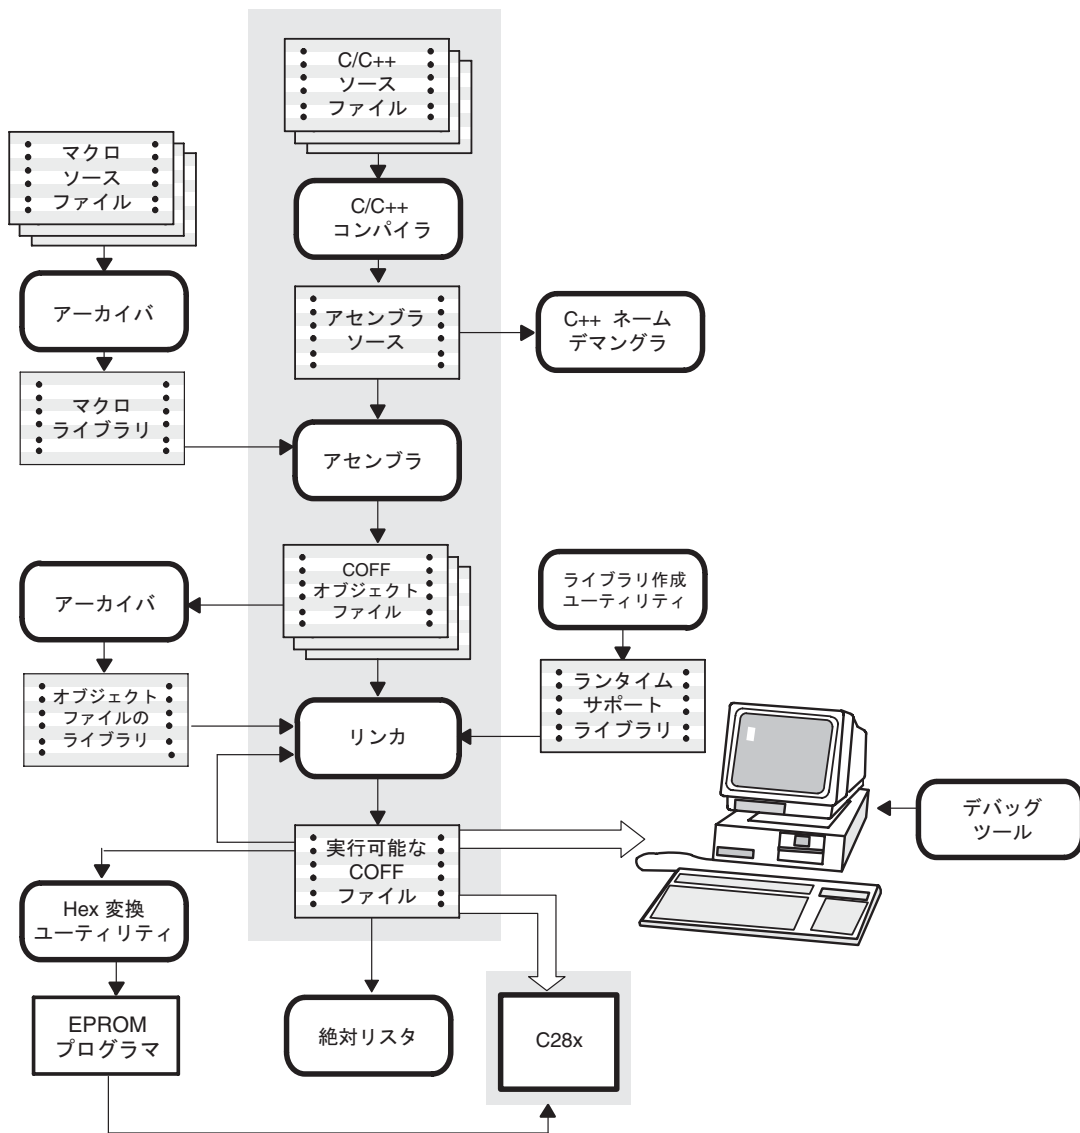 C/C++
ソース
ファイル
マクロ
ソース
ファイル
C/C++
コンパイラ
アーカイバ
アセンブラ
ソース
C++ ネーム
デマングラ
マクロ
ライブラリ
アセンブラ
COFF
オブジェクト
ファイル
アーカイバ
ライブラリ作成
ユーティリティ
オブジェクト
ファイルの
ライブラリ
リンカ
ランタイム
サポート
ライブラリ
デバッグ
ツール
実行可能な
COFF
ファイル
Hex 変換
ユーティリティ
EPROM
プログラマ
絶対リスタ
C28x